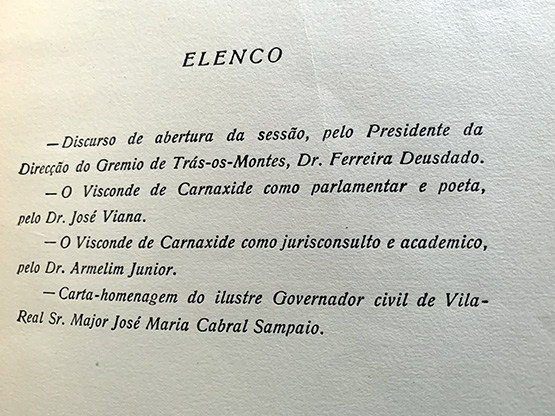 ELENCO
—Discurso de abertura da sessão, pelo Presidente da
Direcção do Gremio de Trás-os-Montes, Dr. Ferreira Deusdado.
—O Visconde de Carnaxide como parlamentar e poeta,
pelo Dr. José Viana.
—O Visconde de Carnaxide como jurisconsulto e academico,
pelo Dr. Armelim Junior.
—Carta-homenagem do ilustre Governador civil de Vila-
Real Sr. Major José Maria Cabral Sampaio.